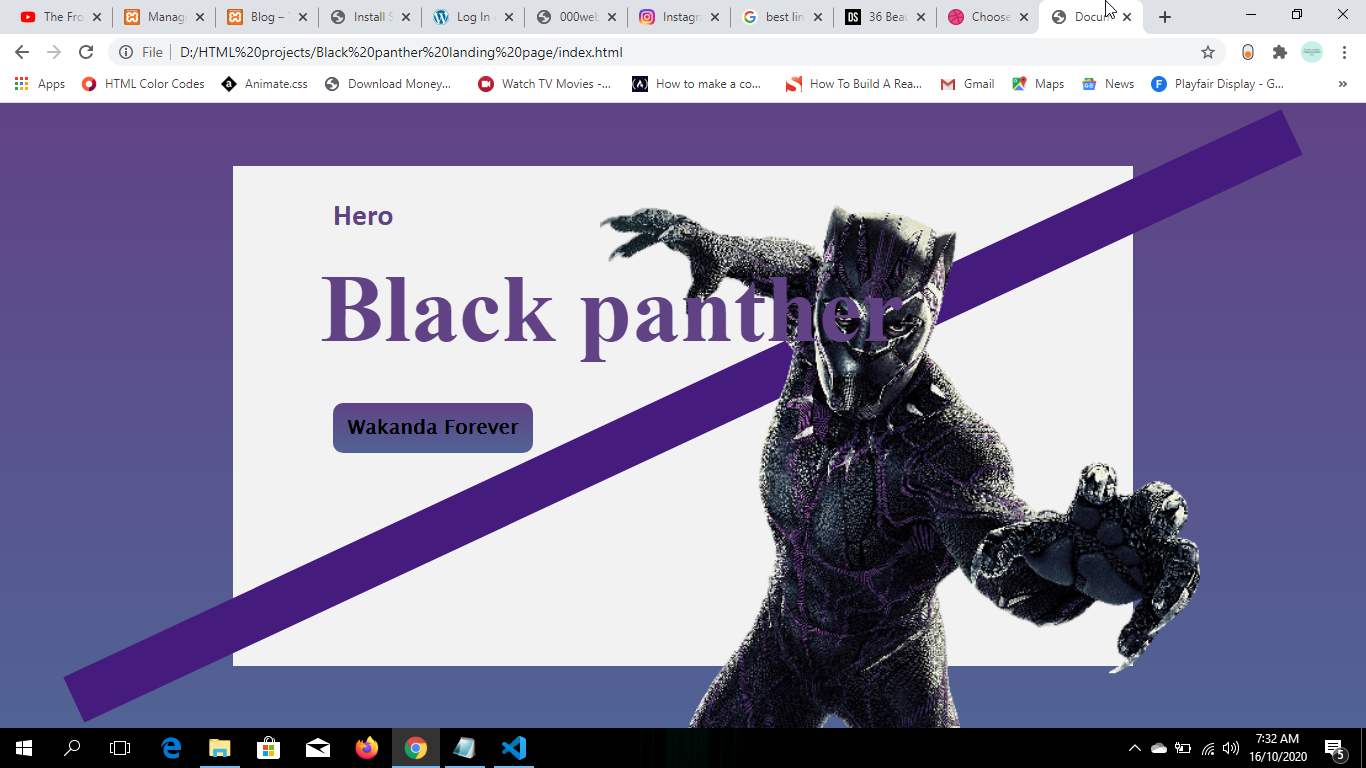 The Fro
Manag
Blog –
Install S
Log In
000web
Instagr
best lin
36 Beau
Choose
Docum
File | D:/HTML%20projects/Black%20panther%20landing%20page/index.html
Apps HTML Color Codes Animate.css Download Money... Watch TV Movies -... How to make a co... How To Build A Rea... Gmail Maps News Playfair Display - G... »
Hero
Black panther
Wakanda Forever
7:32 AM
16/10/2020
5